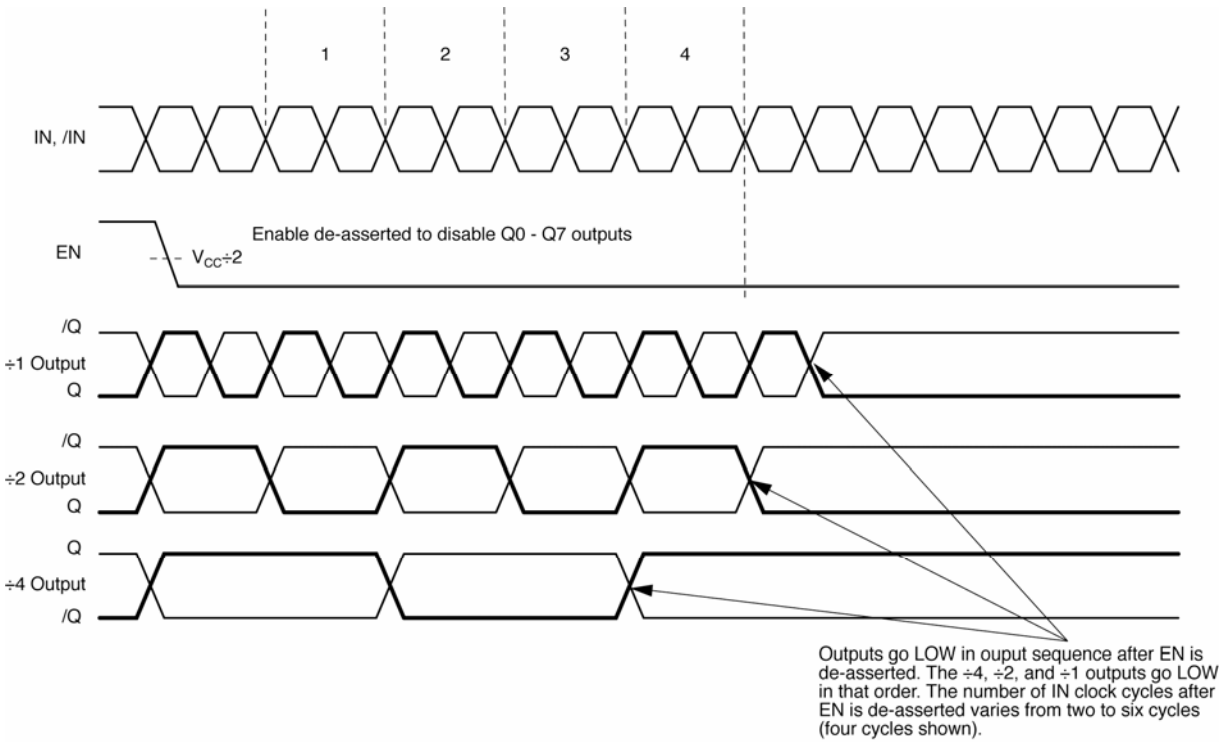 1 2 3 4
IN, /IN
EN
Enable de-asserted to disable Q0 - Q7 outputs
VCC÷2
/Q
÷1 Output
Q
/Q
÷2 Output
Q
Q
÷4 Output
/Q
Outputs go LOW in ouput sequence after EN is
de-asserted. The ÷4, ÷2, and ÷1 outputs go LOW
in that order. The number of IN clock cycles after
EN is de-asserted varies from two to six cycles
(four cycles shown).